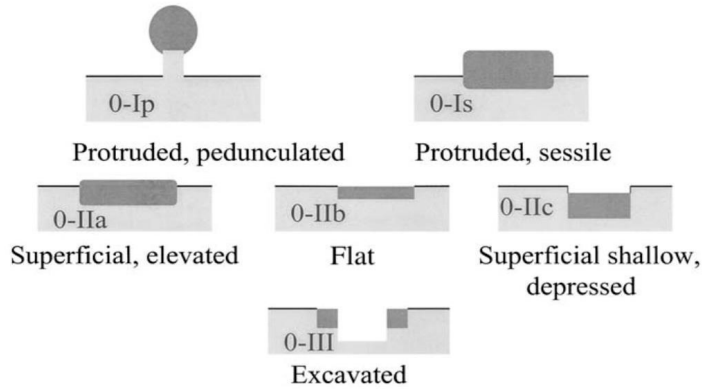 0-Ip
0-Is
Protruded, pedunculated
Protruded, sessile
0-IIa
0-IIb
0-IIc
Superficial, elevated
Flat
Superficial shallow,
depressed
0-III
Excavated